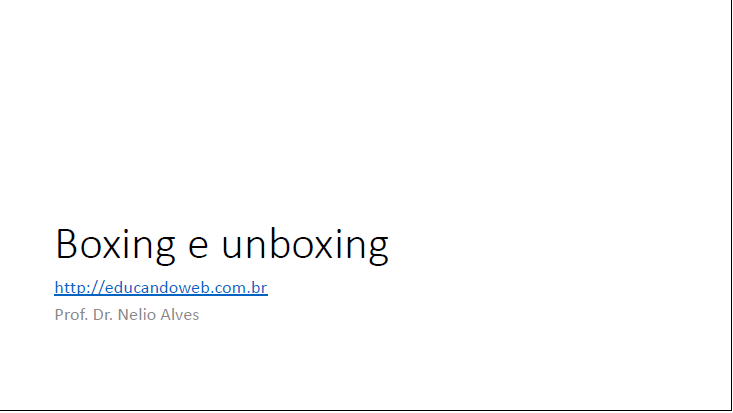 Boxing e unboxing
http://educandoweb.com.br
Prof. Dr. Nelio Alves